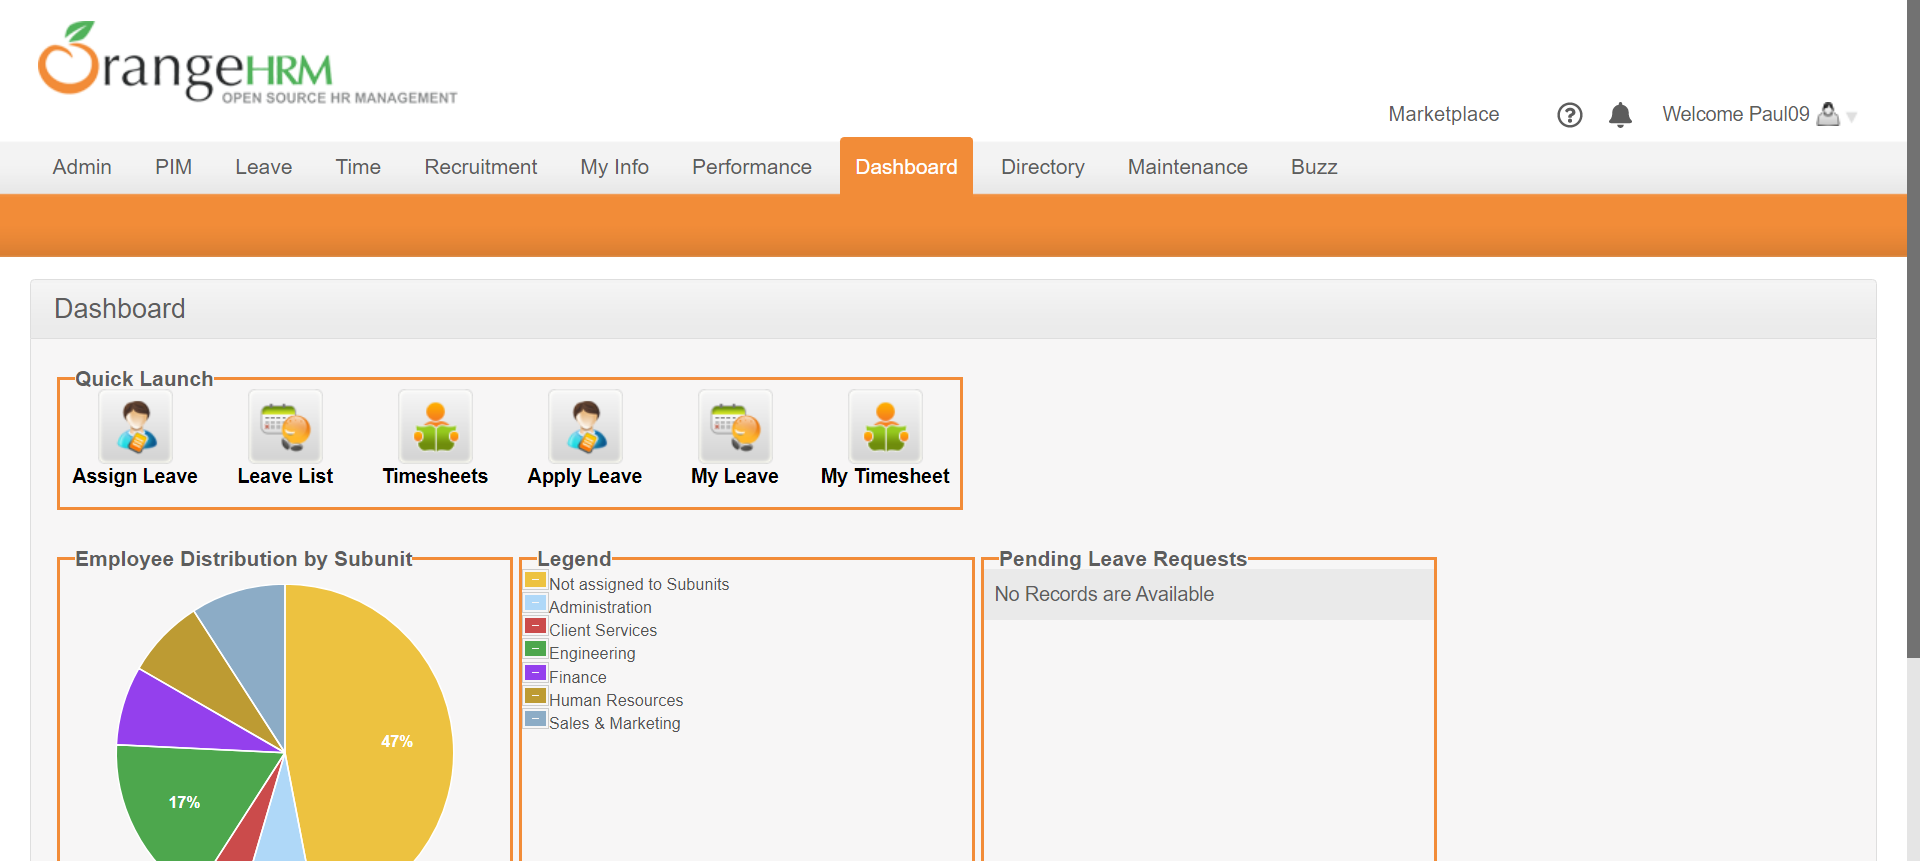 OrangeHRM
OPEN SOURCE HR MANAGEMENT
Marketplace ? Welcome Paul09
Admin PIM Leave Time Recruitment My Info Performance Dashboard Directory Maintenance Buzz
Dashboard
Quick Launch
Assign Leave Leave List Timesheets Apply Leave My Leave My Timesheet
Employee Distribution by Subunit
47%
17%
Legend
Not assigned to Subunits
Administration
Client Services
Engineering
Finance
Human Resources
Sales & Marketing
Pending Leave Requests
No Records are Available